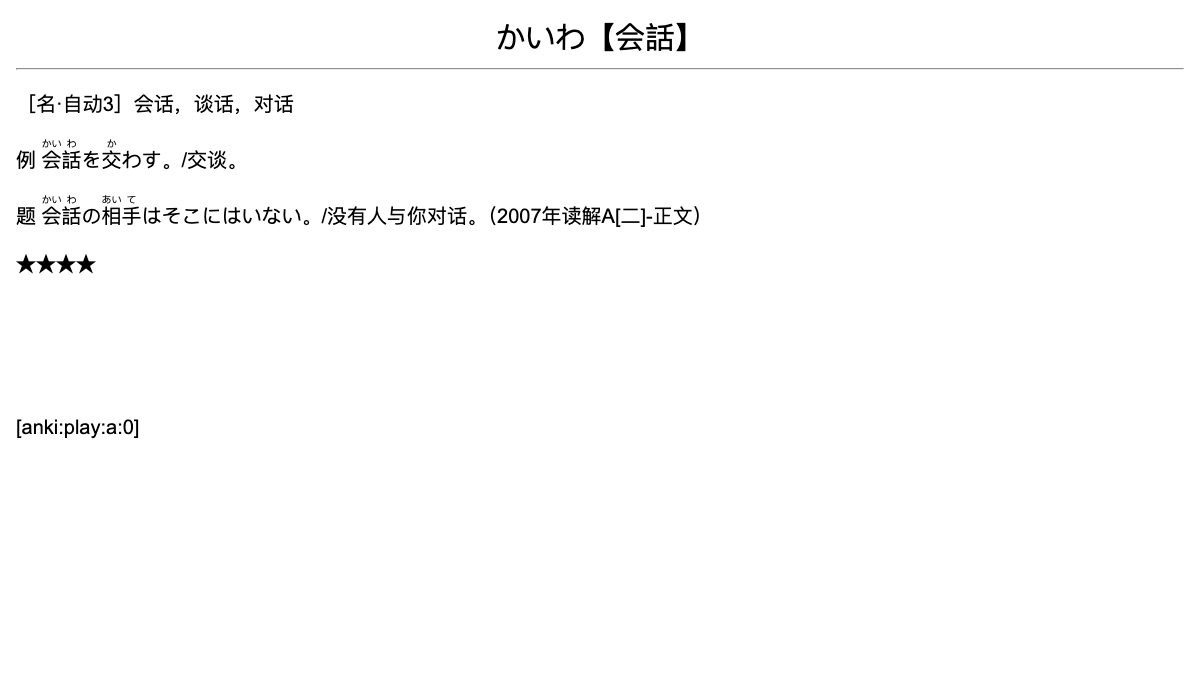 かいわ【会話】
［名·自动3］会话，谈话，对话
かい わ か
例 会話を交わす。/交谈。
かい わ あい て
题 会話の相手はそこにはいない。/没有人与你对话。（2007年读解A[二]-正文）
★★★★
[anki:play:a:0]